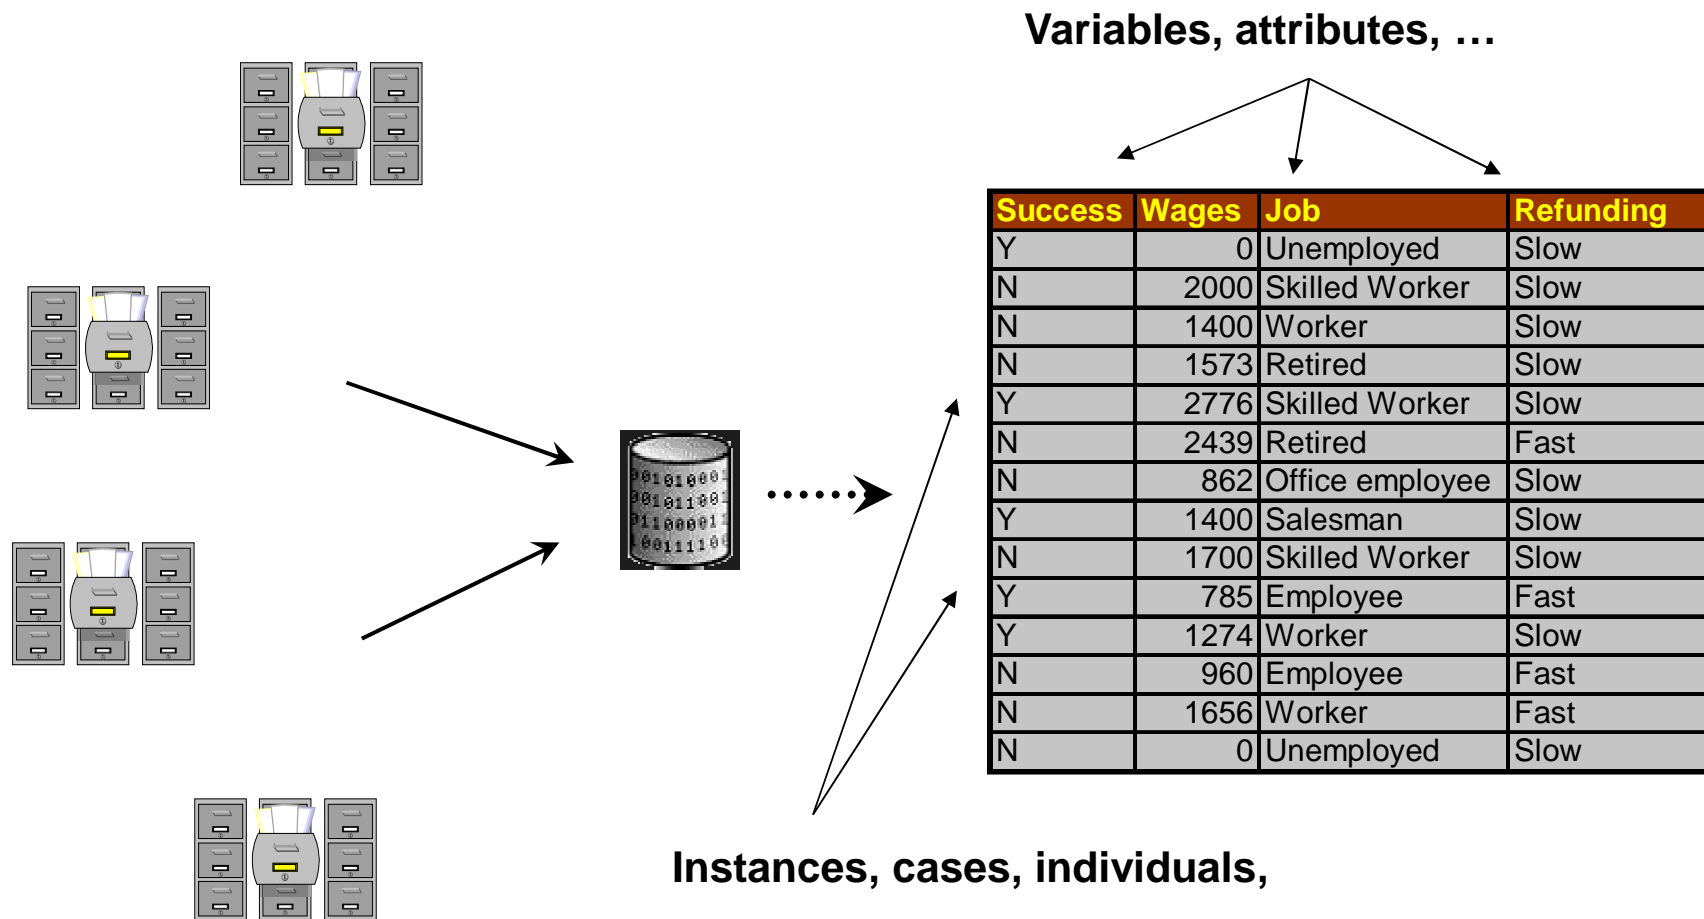 Variables, attributes, …
Success Wages Job Refunding
Y 0 Unemployed Slow
N 2000 Skilled Worker Slow
N 1400 Worker Slow
N 1573 Retired Slow
Y 2776 Skilled Worker Slow
N 2439 Retired Fast
N 862 Office employee Slow
Y 1400 Salesman Slow
N 1700 Skilled Worker Slow
Y 785 Employee Fast
Y 1274 Worker Slow
N 960 Employee Fast
N 1656 Worker Fast
N 0 Unemployed Slow
Instances, cases, individuals,